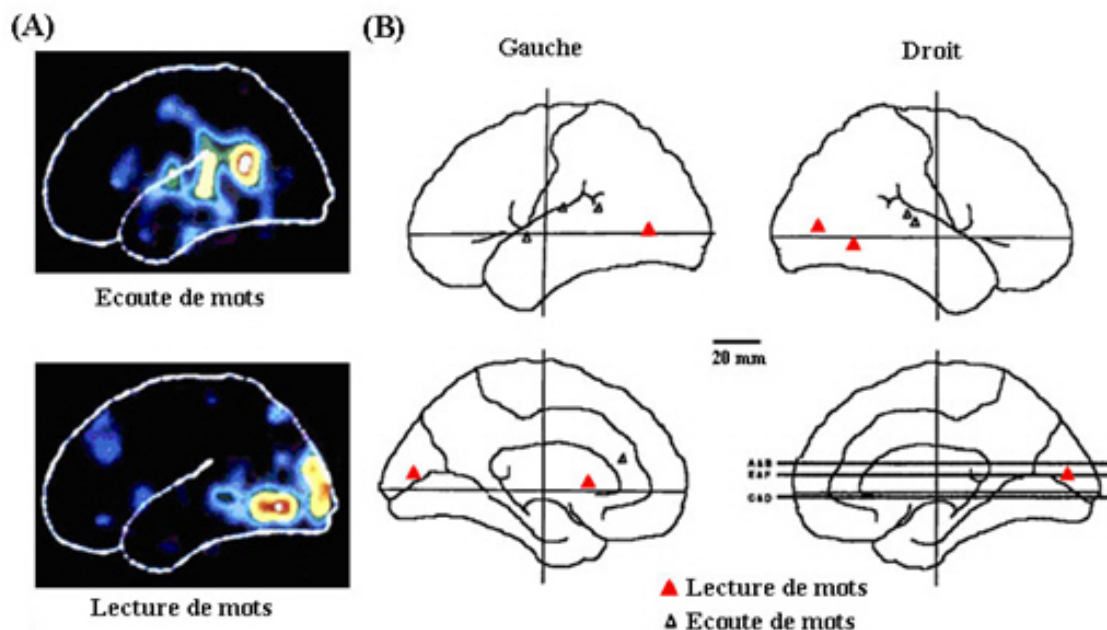 (A)
Ecoute de mots
Lecture de mots
(B)
Gauche
Droit
20 mm
A&B
E&F
C&D
Lecture de mots
Ecoute de mots